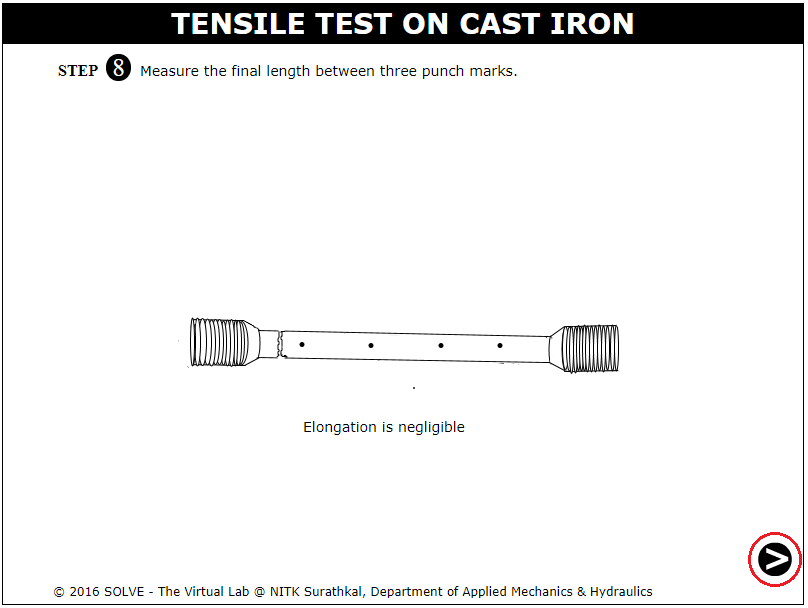 TENSILE TEST ON CAST IRON
STEP 8 Measure the final length between three punch marks.
Elongation is negligible
© 2016 SOLVE - The Virtual Lab @ NITK Surathkal, Department of Applied Mechanics & Hydraulics